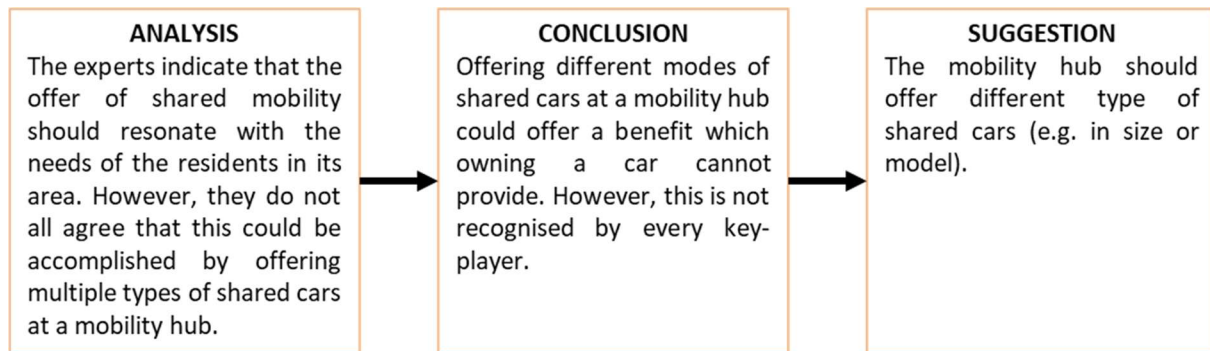 ANALYSIS
The experts indicate that the
offer of shared mobility
should resonate with the
needs of the residents in its
area. However, they do not
all agree that this could be
accomplished by offering
multiple types of shared cars
at a mobility hub.
CONCLUSION
Offering different modes of
shared cars at a mobility hub
could offer a benefit which
owning a car cannot
provide. However, this is not
recognised by every key-
player.
SUGGESTION
The mobility hub should
offer different type of
shared cars (e.g. in size or
model).